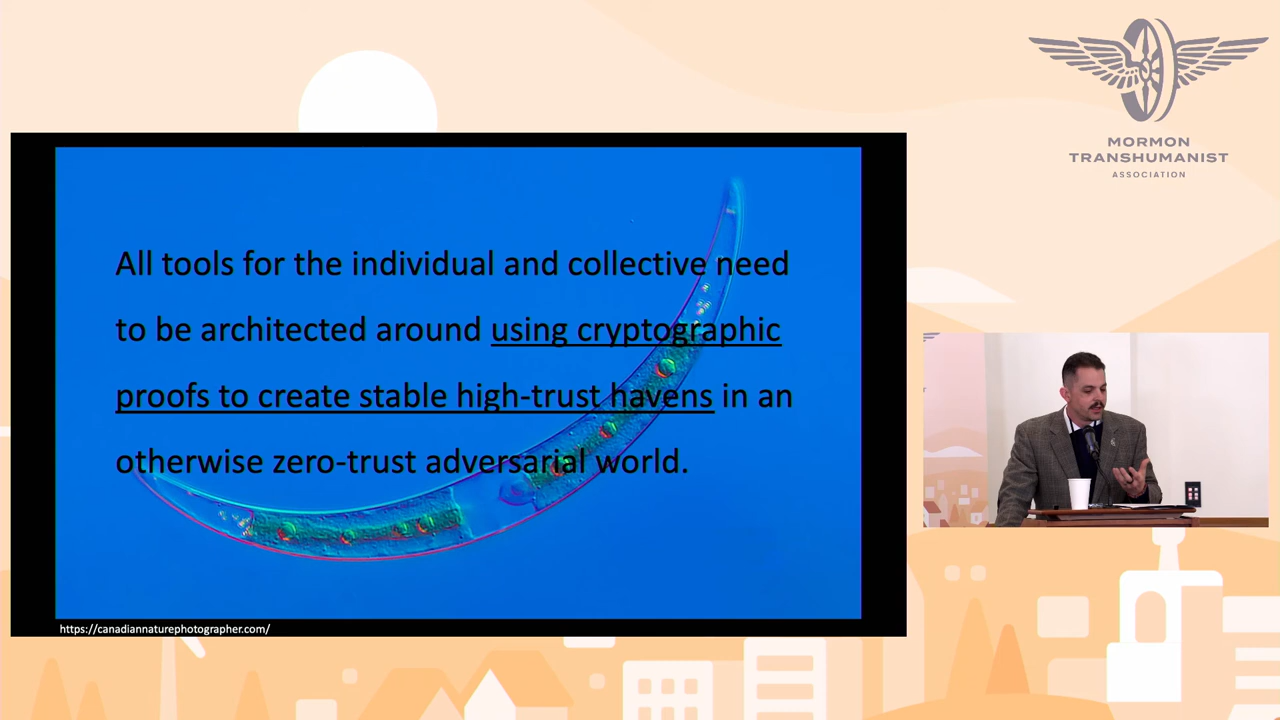 MORMON
TRANSHUMANIST
ASSOCIATION
All tools for the individual and collective need
to be architected around using cryptographic
proofs to create stable high-trust havens in an
otherwise zero-trust adversarial world.
https://canadiannaturephotographer.com/